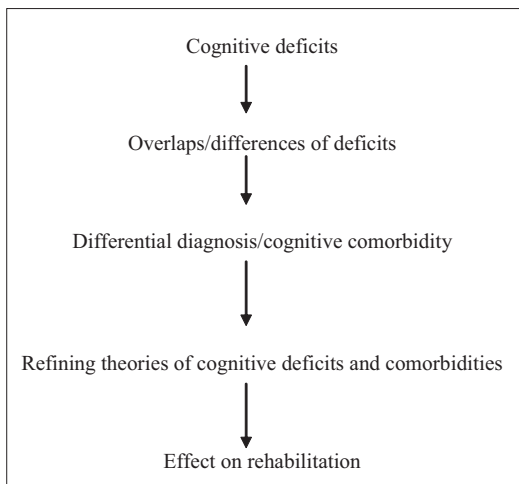 Cognitive deficits
Overlaps/differences of deficits
Differential diagnosis/cognitive comorbidity
Refining theories of cognitive deficits and comorbidities
Effect on rehabilitation